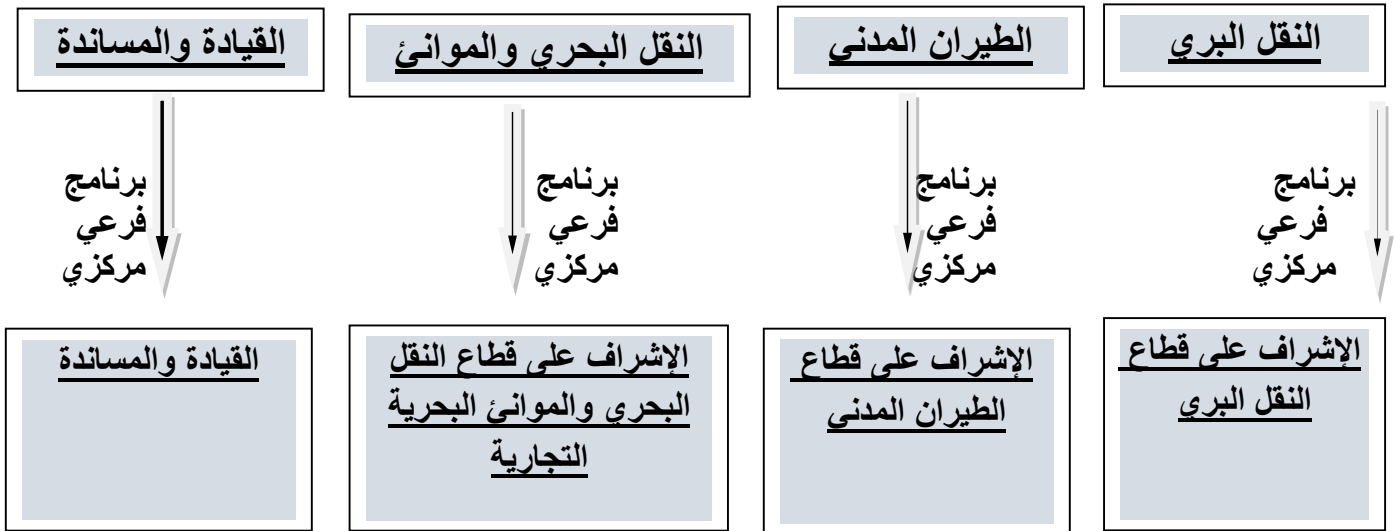 النقل البري
الطيران المدني
النقل البحري والموانئ
القيادة والمساندة
برنامج
فرعي
مركزي
برنامج
فرعي
مركزي
برنامج
فرعي
مركزي
برنامج
فرعي
مركزي
الإشراف على قطاع
النقل البري
الإشراف على قطاع
الطيران المدني
الإشراف على قطاع النقل
البحري والموانئ البحرية
التجارية
القيادة والمساندة